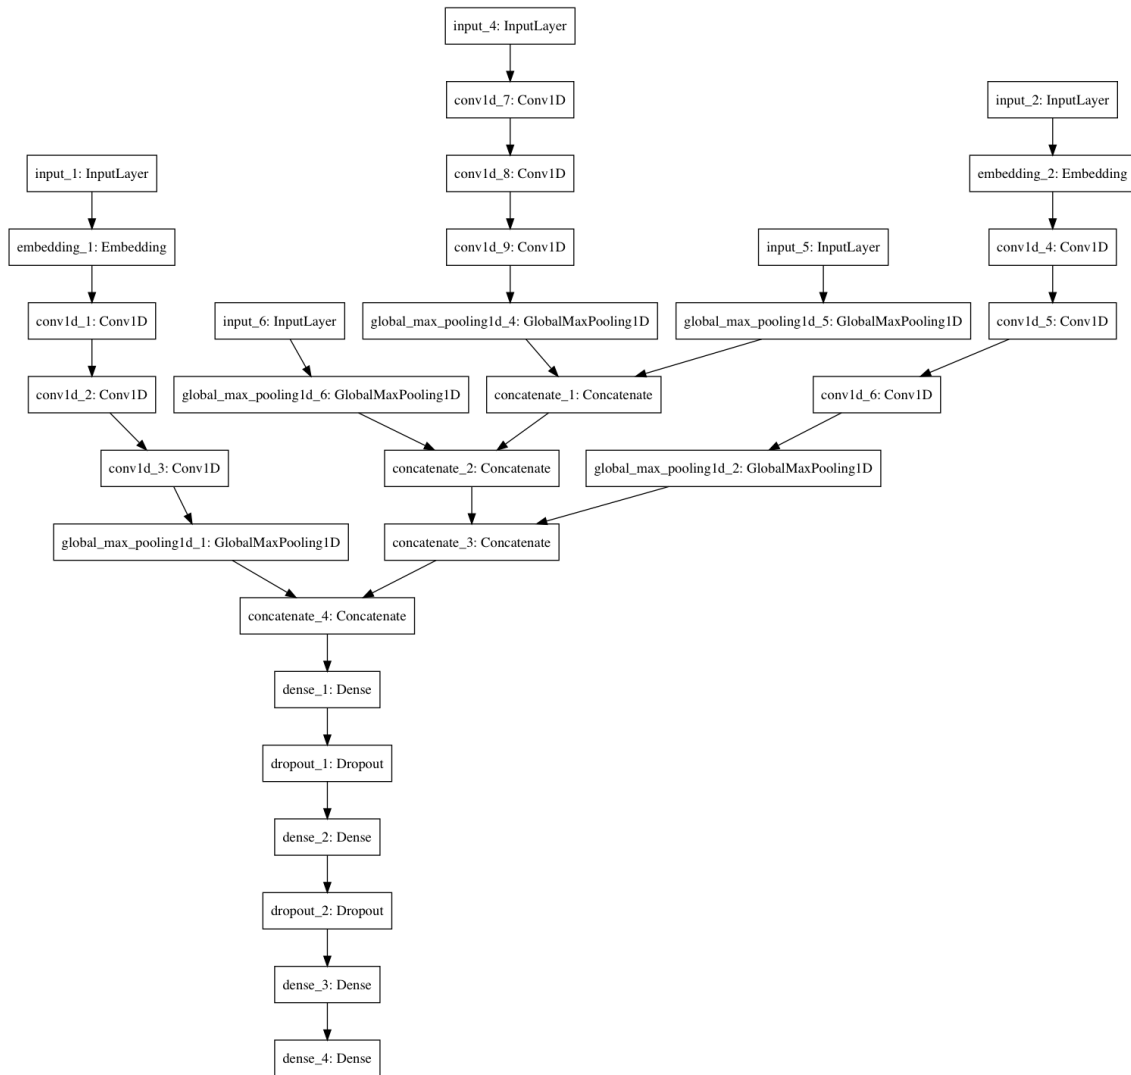 input_4: InputLayer
conv1d_7: Conv1D
input_2: InputLayer
input_1: InputLayer
conv1d_8: Conv1D
embedding_2: Embedding
embedding_1: Embedding
conv1d_9: Conv1D
input_5: InputLayer
conv1d_4: Conv1D
conv1d_1: Conv1D
input_6: InputLayer
global_max_pooling1d_4: GlobalMaxPooling1D
global_max_pooling1d_5: GlobalMaxPooling1D
conv1d_5: Conv1D
conv1d_2: Conv1D
global_max_pooling1d_6: GlobalMaxPooling1D
concatenate_1: Concatenate
conv1d_6: Conv1D
conv1d_3: Conv1D
concatenate_2: Concatenate
global_max_pooling1d_2: GlobalMaxPooling1D
global_max_pooling1d_1: GlobalMaxPooling1D
concatenate_3: Concatenate
concatenate_4: Concatenate
dense_1: Dense
dropout_1: Dropout
dense_2: Dense
dropout_2: Dropout
dense_3: Dense
dense_4: Dense